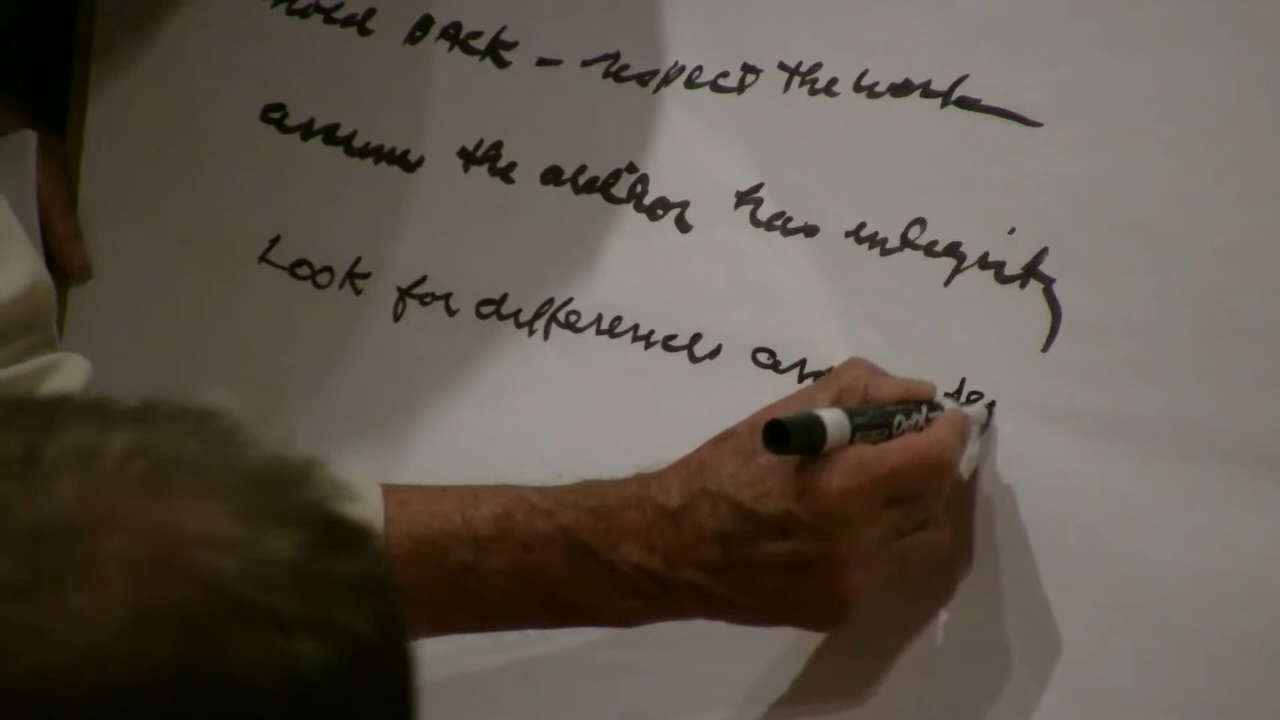 hold BACK - respect the work
assume the author has integrity
Look for differences